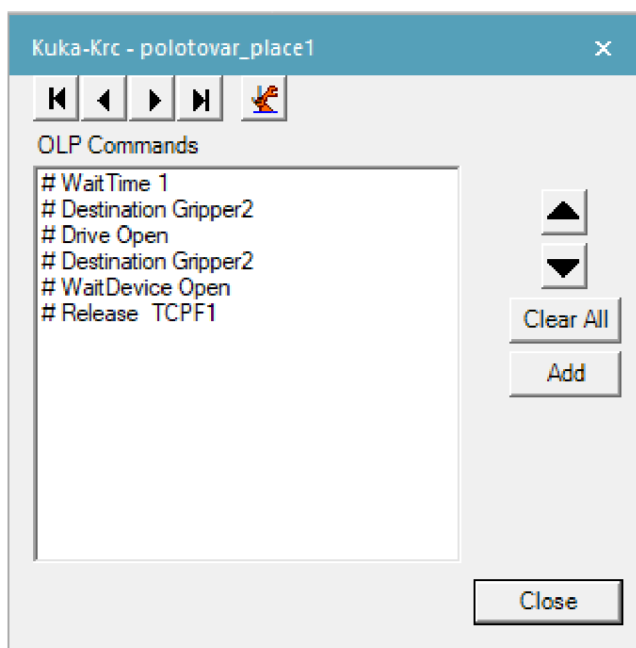 Kuka-Krc - polotovar_place1
OLP Commands
# WaitTime 1
# Destination Gripper2
# Drive Open
# Destination Gripper2
# WaitDevice Open
# Release  TCPF1
Clear All
Add
Close